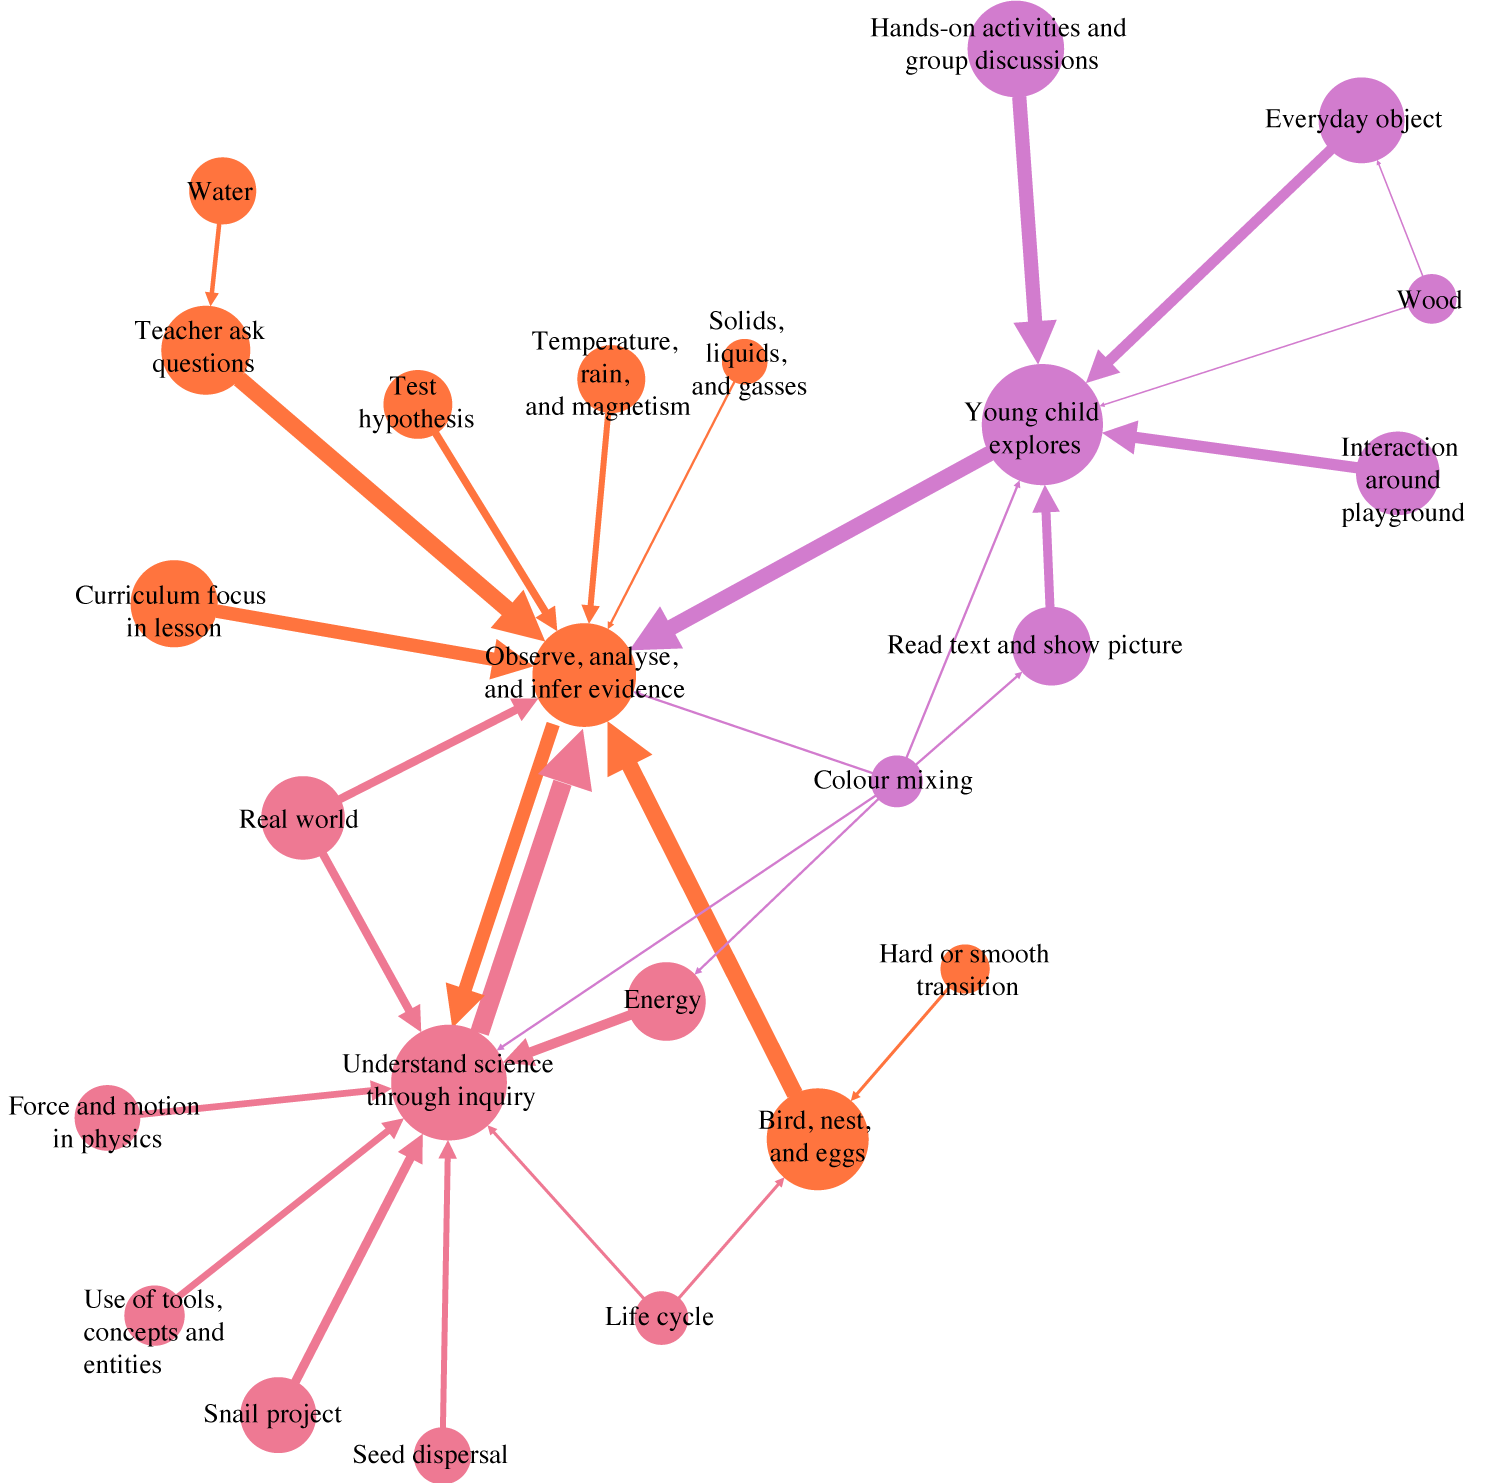 Hands-on activities and
group discussions
Everyday object
Water
Wood
Teacher ask
questions
Test
hypothesis
Temperature,
rain,
and magnetism
Solids,
liquids,
and gasses
Young child
explores
Interaction
around
playground
Curriculum focus
in lesson
Observe, analyse,
and infer evidence
Read text and show picture
Colour mixing
Real world
Hard or smooth
transition
Energy
Understand science
through inquiry
Force and motion
in physics
Bird, nest,
and eggs
Use of tools,
concepts and
entities
Life cycle
Snail project
Seed dispersal